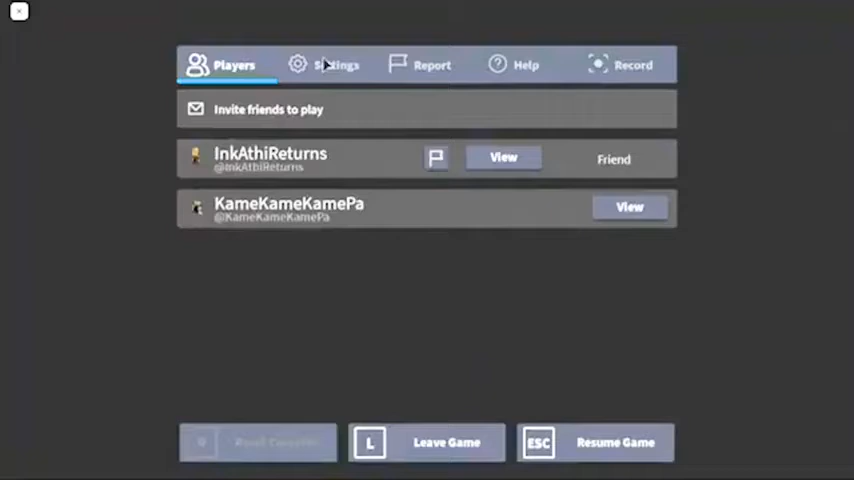 Players Settings Report Help Record
Invite friends to play
InkAthiReturns View Friend
@InkAthiReturns
KameKameKamePa View
@KameKameKamePa
L Leave Game ESC Resume Game